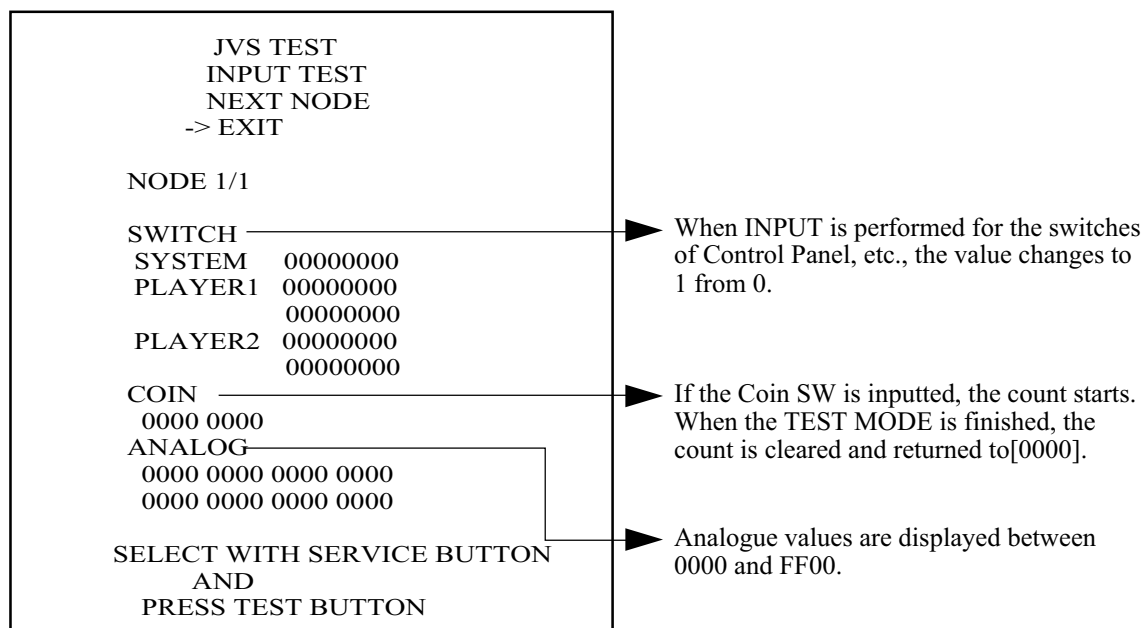 JVS TEST
INPUT TEST
NEXT NODE
-> EXIT
NODE 1/1
SWITCH
SYSTEM 00000000
PLAYER1 00000000
00000000
PLAYER2 00000000
00000000
COIN
0000 0000
ANALOG
0000 0000 0000 0000
0000 0000 0000 0000
SELECT WITH SERVICE BUTTON
AND
PRESS TEST BUTTON
When INPUT is performed for the switches
of Control Panel, etc., the value changes to
1 from 0.
If the Coin SW is inputted, the count starts.
When the TEST MODE is finished, the
count is cleared and returned to[0000].
Analogue values are displayed between
0000 and FF00.